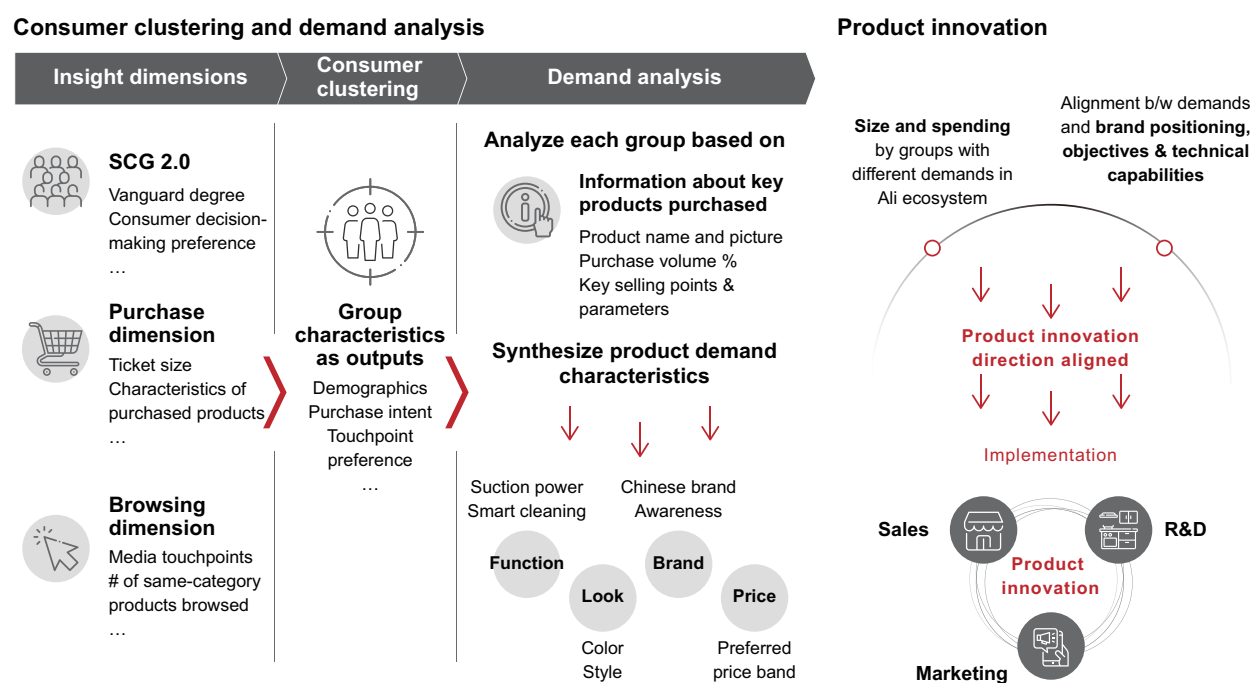 Consumer clustering and demand analysis
Insight dimensions
Consumer
clustering
Demand analysis
SCG 2.0
Vanguard degree
Consumer decision-
making preference
…
Purchase
dimension
Ticket size
Characteristics of
purchased products
…
Browsing
dimension
Media touchpoints
# of same-category
products browsed
…
Group
characteristics
as outputs
Demographics
Purchase intent
Touchpoint
preference
…
Analyze each group based on
Information about key
products purchased
Product name and picture
Purchase volume %
Key selling points &
parameters
Synthesize product demand
characteristics
Suction power
Smart cleaning
Function
Look
Color
Style
Chinese brand
Awareness
Brand
Price
Preferred
price band
Product innovation
Size and spending
by groups with
different demands in
Ali ecosystem
Alignment b/w demands
and brand positioning,
objectives & technical
capabilities
Product innovation
direction aligned
Implementation
Sales
R&D
Product
innovation
Marketing